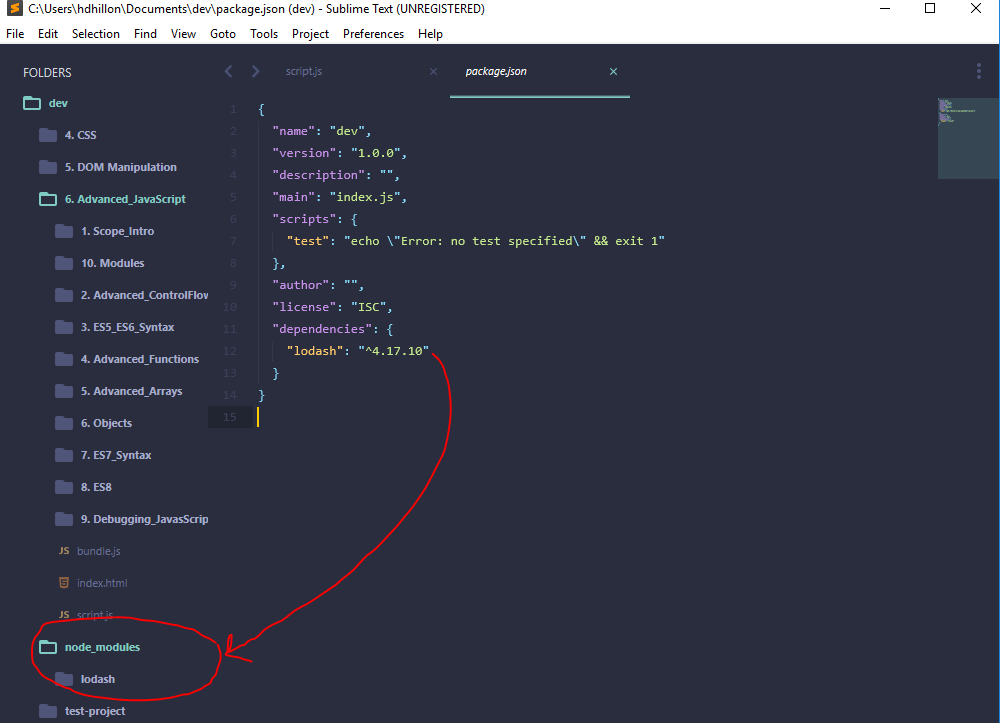 C:\Users\hdhillon\Documents\dev\package.json (dev) - Sublime Text (UNREGISTERED)
File Edit Selection Find View Goto Tools Project Preferences Help
FOLDERS
dev
4. CSS
5. DOM Manipulation
6. Advanced_JavaScript
1. Scope_Intro
10. Modules
2. Advanced_ControlFlow
3. ES5_ES6_Syntax
4. Advanced_Functions
5. Advanced_Arrays
6. Objects
7. ES7_Syntax
8. ES8
9. Debugging_JavasScrip
JS bundle.js
index.html
JS script.js
node_modules
lodash
test-project
script.js
package.json
1 {
2 "name": "dev",
3 "version": "1.0.0",
4 "description": "",
5 "main": "index.js",
6 "scripts": {
7 "test": "echo \"Error: no test specified\" && exit 1"
8 },
9 "author": "",
10 "license": "ISC",
11 "dependencies": {
12 "lodash": "^4.17.10"
13 }
14 }
15